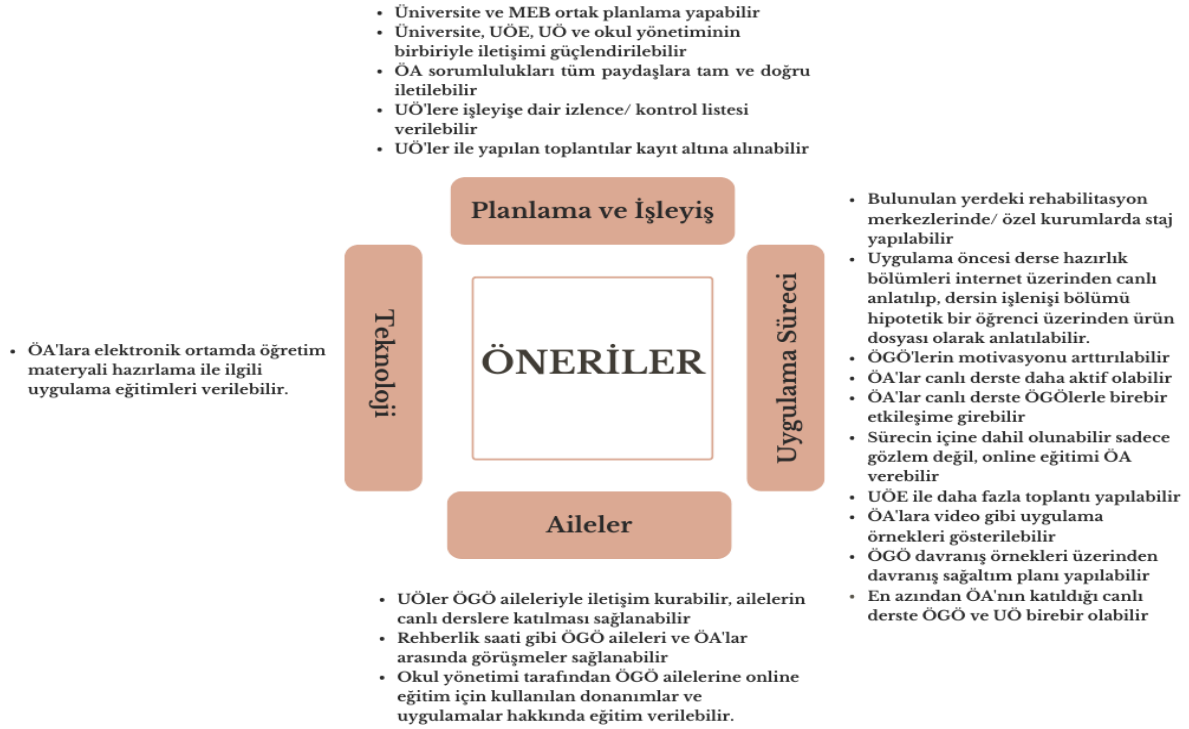 • Üniversite ve MEB ortak planlama yapabilir
• Üniversite, UÖE, UÖ ve okul yönetiminin
birbiriyle iletişimi güçlendirilebilir
• ÖA sorumlulukları tüm paydaşlara tam ve doğru
iletilebilir
• UÖ'lere işleyişe dair izlence/ kontrol listesi
verilebilir
• UÖ'ler ile yapılan toplantılar kayıt altına alınabilir
Planlama ve İşleyiş
• Bulunulan yerdeki rehabilitasyon
merkezlerinde/ özel kurumlarda staj
yapılabilir
• Uygulama öncesi derse hazırlık
bölümleri internet üzerinden canlı
anlatılıp, dersin işlenişi bölümü
hipotetik bir öğrenci üzerinden ürün
dosyası olarak anlatılabilir.
• ÖGÖ'lerin motivasyonu arttırılabilir
• ÖA'lar canlı derste daha aktif olabilir
• ÖA'lar canlı derste ÖGÖlerle birebir
etkileşime girebilir
• Sürecin içine dahil olunabilir sadece
gözlem değil, online eğitimi ÖA
verebilir
• UÖE ile daha fazla toplantı yapılabilir
• ÖA'lara video gibi uygulama
örnekleri gösterilebilir
• ÖGÖ davranış örnekleri üzerinden
davranış sağaltım planı yapılabilir
• En azından ÖA'nın katıldığı canlı
derste ÖGÖ ve UÖ birebir olabilir
Uygulama Süreci
ÖNERİLER
Teknoloji
• ÖA'lara elektronik ortamda öğretim
materyali hazırlama ile ilgili
uygulama eğitimleri verilebilir.
Aileler
• UÖler ÖGÖ aileleriyle iletişim kurabilir, ailelerin
canlı derslere katılması sağlanabilir
• Rehberlik saati gibi ÖGÖ aileleri ve ÖA'lar
arasında görüşmeler sağlanabilir
• Okul yönetimi tarafından ÖGÖ ailelerine online
eğitim için kullanılan donanımlar ve
uygulamalar hakkında eğitim verilebilir.